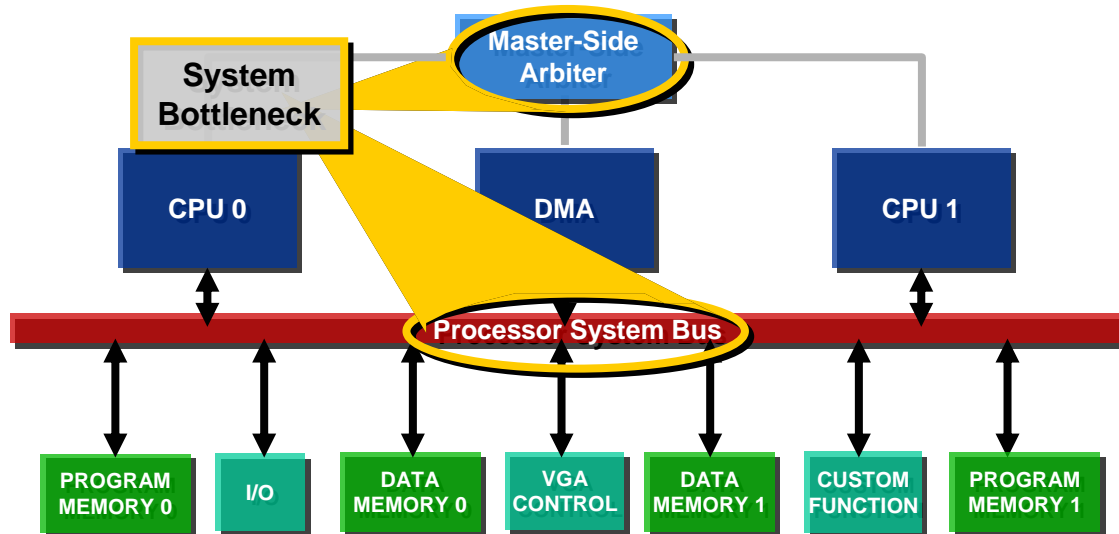 Master-Side
Arbiter
System
Bottleneck
CPU 0
DMA
CPU 1
Processor System Bus
PROGRAM
MEMORY 0
I/O
DATA
MEMORY 0
VGA
CONTROL
DATA
MEMORY 1
CUSTOM
FUNCTION
PROGRAM
MEMORY 1